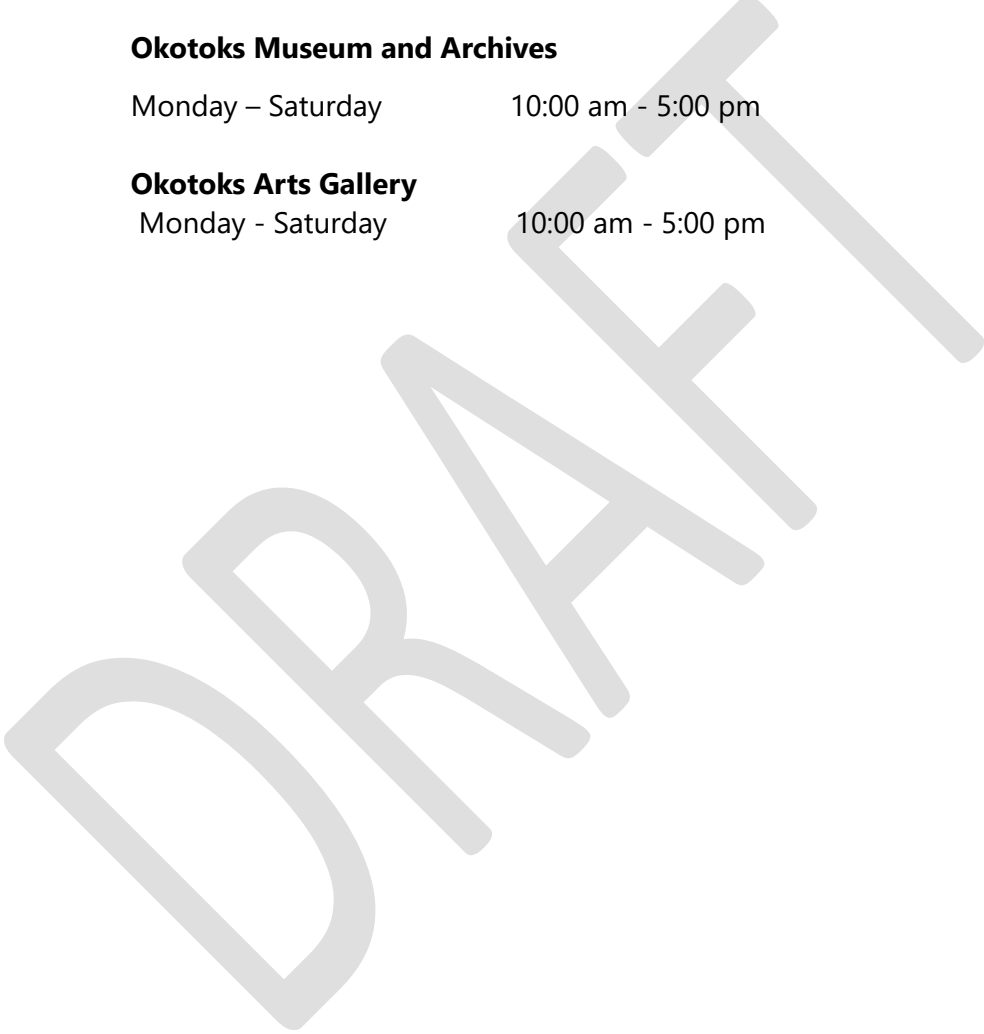 Okotoks Museum and Archives
Monday – Saturday 10:00 am - 5:00 pm
Okotoks Arts Gallery
Monday - Saturday 10:00 am - 5:00 pm
DRAFT